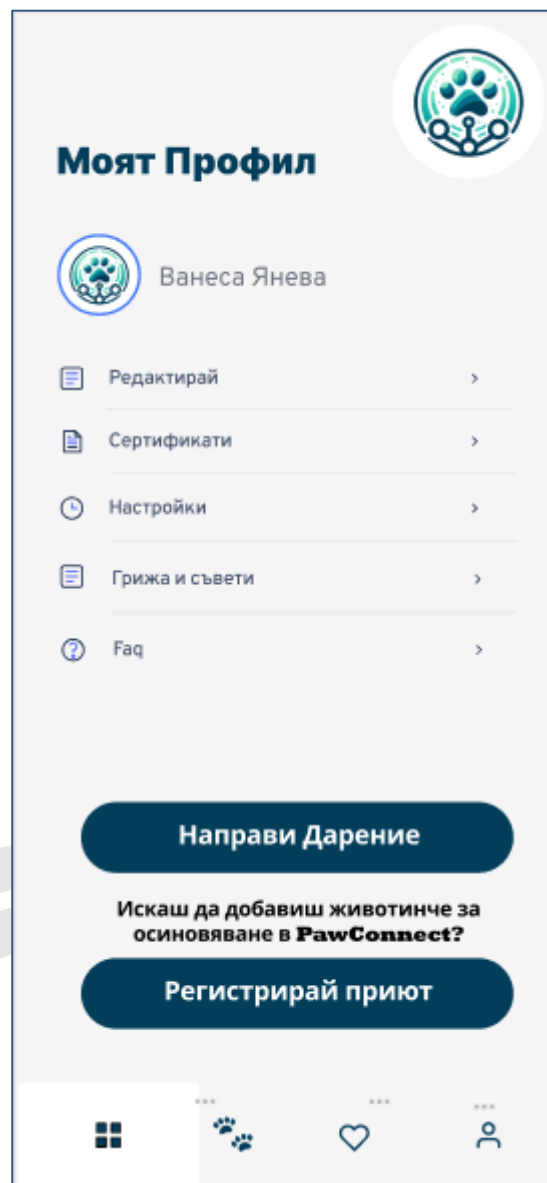 Моят Профил
Ванеса Янева
Редактирай
Сертификати
Настройки
Грижа и съвети
Faq
Направи Дарение
Искаш да добавиш животинче за
осиновяване в PawConnect?
Регистрирай приют